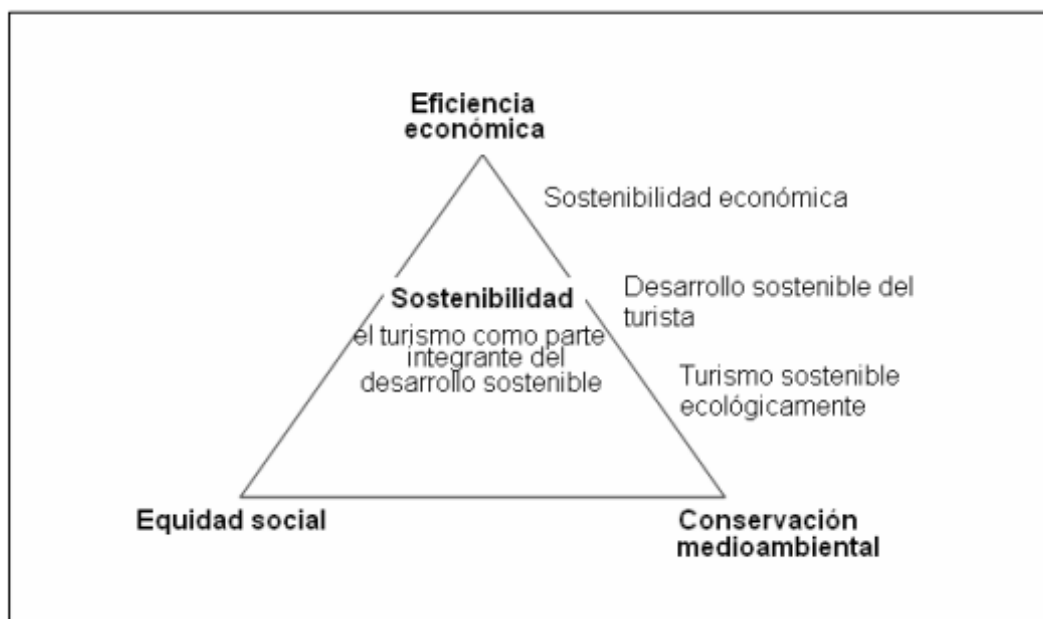 Eficiencia
económica
Sostenibilidad económica
Sostenibilidad
el turismo como parte
integrante del
desarrollo sostenible
Desarrollo sostenible del
turista
Turismo sostenible
ecológicamente
Equidad social
Conservación
medioambiental